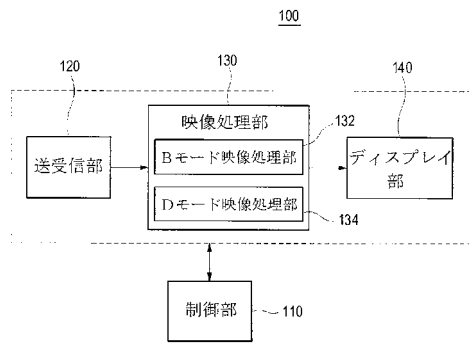 100
120
130
140
映像処理部
132
Bモード映像処理部
送受信部
ディスプレイ
部
Dモード映像処理部
134
制御部
110